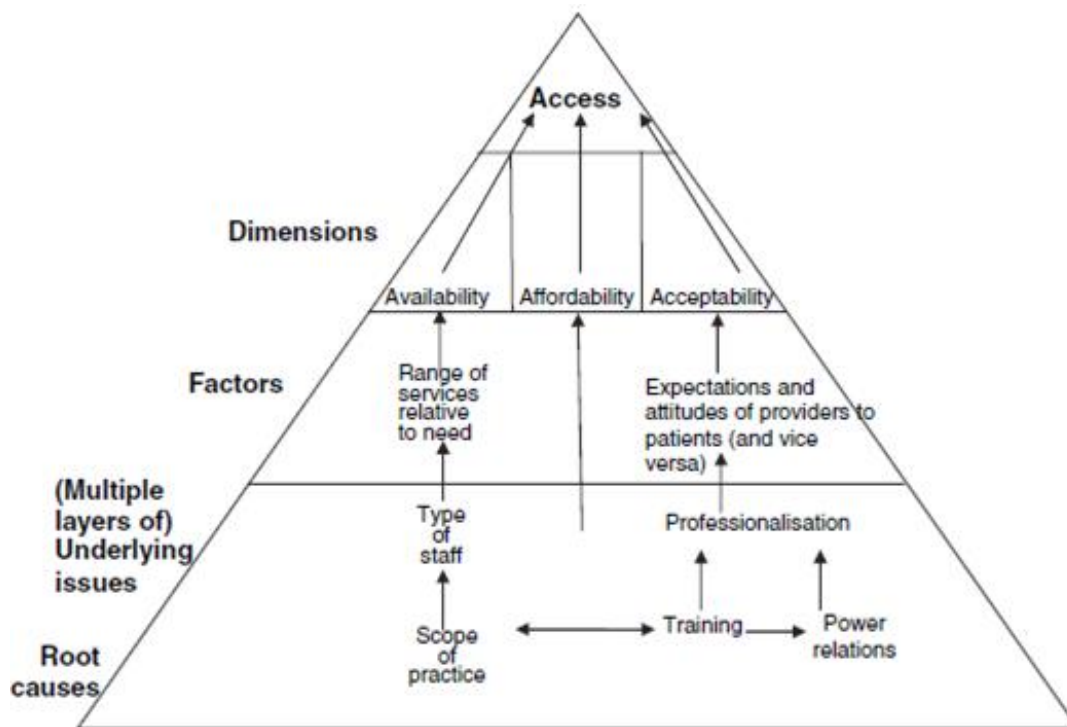 Access
Dimensions
Availability
Affordability
Acceptability
Factors
Range of
services
relative
to need
Expectations and
attitudes of providers to
patients (and vice
versa)
(Multiple
layers of)
Underlying
issues
Type
of
staff
Professionalisation
Root
causes
Scope
of
practice
Training
Power
relations